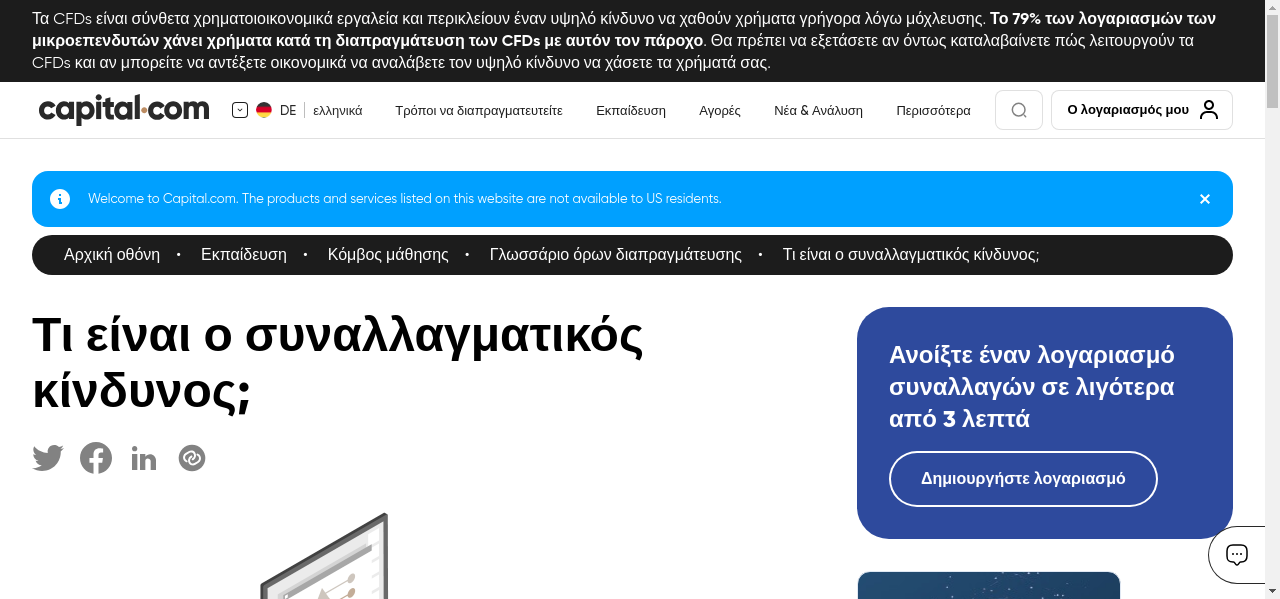 Τα CFDs είναι σύνθετα χρηματοιοικονομικά εργαλεία και περικλείουν έναν υψηλό κίνδυνο να χαθούν χρήματα γρήγορα λόγω μόχλευσης. Το 79% των λογαριασμών των
μικροεπενδυτών χάνει χρήματα κατά τη διαπραγμάτευση των CFDs με αυτόν τον πάροχο. Θα πρέπει να εξετάσετε αν όντως καταλαβαίνετε πώς λειτουργούν τα
CFDs και αν μπορείτε να αντέξετε οικονομικά να αναλάβετε τον υψηλό κίνδυνο να χάσετε τα χρήματά σας.
capital.com DE ελληνικά Τρόποι να διαπραγματευτείτε Εκπαίδευση Αγορές Νέα & Ανάλυση Περισσότερα Ο λογαριασμός μου
Welcome to Capital.com. The products and services listed on this website are not available to US residents.
Αρχική οθόνη • Εκπαίδευση • Κόμβος μάθησης • Γλωσσάριο όρων διαπραγμάτευσης • Τι είναι ο συναλλαγματικός κίνδυνος;
Τι είναι ο συναλλαγματικός
κίνδυνος;
Ανοίξτε έναν λογαριασμό
συναλλαγών σε λιγότερα
από 3 λεπτά
Δημιουργήστε λογαριασμό